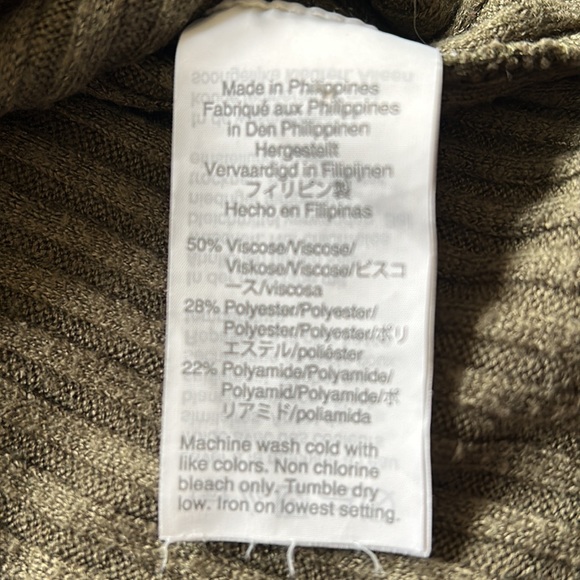 Made in Philippines
Fabriqué aux Philippines
in Den Philippinen
Hergestellt
Vervaardigd in Filipijnen
フィリピン製
Hecho en Filipinas
50% Viscose/Viscose/
Viskose/Viscose/ビスコ
ース/viscosa
28% Polyester/Polyester/
Polyester/Polyester/ポリ
エステル/poliéster
22% Polyamide/Polyamide/
Polyamid/Polyamide/ポ
リアミド/poliamida
Machine wash cold with
like colors. Non chlorine
bleach only. Tumble dry
low. Iron on lowest setting.